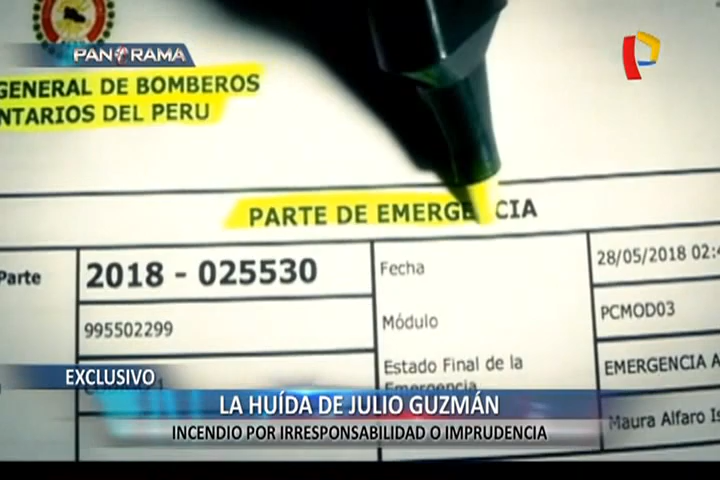 PANORAMA
GENERAL DE BOMBEROS
NTARIOS DEL PERU
PARTE DE EMERGENCIA
Parte
2018 - 025530
Fecha
28/05/2018 02:4
995502299
Módulo
PCMOD03
Estado Final de la
Emergencia
EMERGENCIA A
Maura Alfaro Is
EXCLUSIVO
LA HUÍDA DE JULIO GUZMÁN
INCENDIO POR IRRESPONSABILIDAD O IMPRUDENCIA